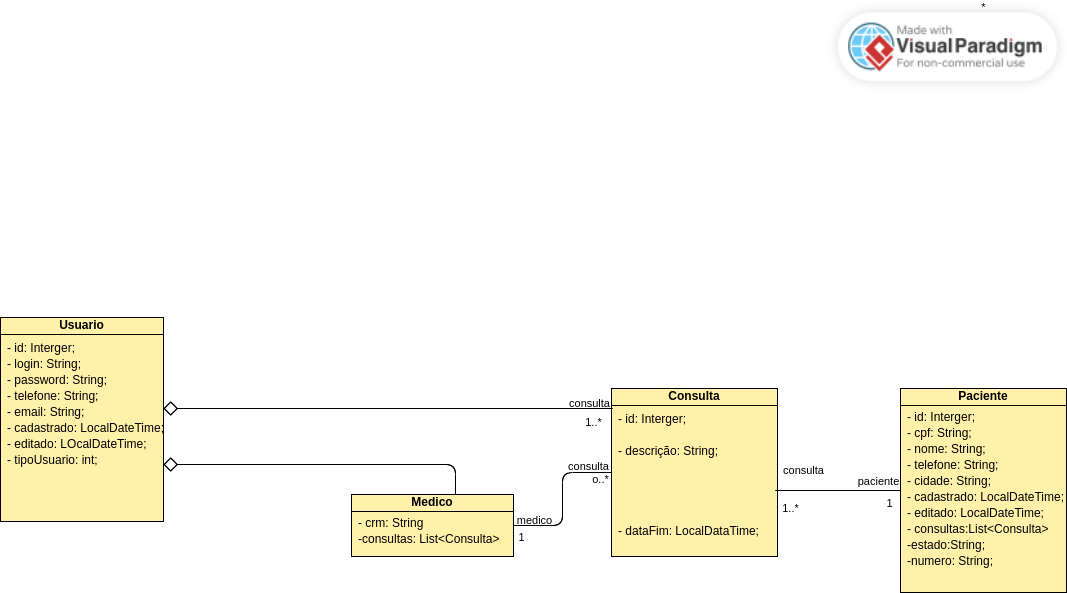 *
Made with
Visual Paradigm
For non-commercial use
Usuario
- id: Interger;
- login: String;
- password: String;
- telefone: String;
- email: String;
- cadastrado: LocalDateTime;
- editado: LOcalDateTime;
- tipoUsuario: int;
consulta
1..*
consulta
o..*
Medico
- crm: String
-consultas: List<Consulta>
medico
1
Consulta
- id: Interger;
- descrição: String;
- dataFim: LocalDataTime;
consulta
1..*
paciente
1
Paciente
- id: Interger;
- cpf: String;
- nome: String;
- telefone: String;
- cidade: String;
- cadastrado: LocalDateTime;
- editado: LocalDateTime;
- consultas:List<Consulta>
-estado:String;
-numero: String;